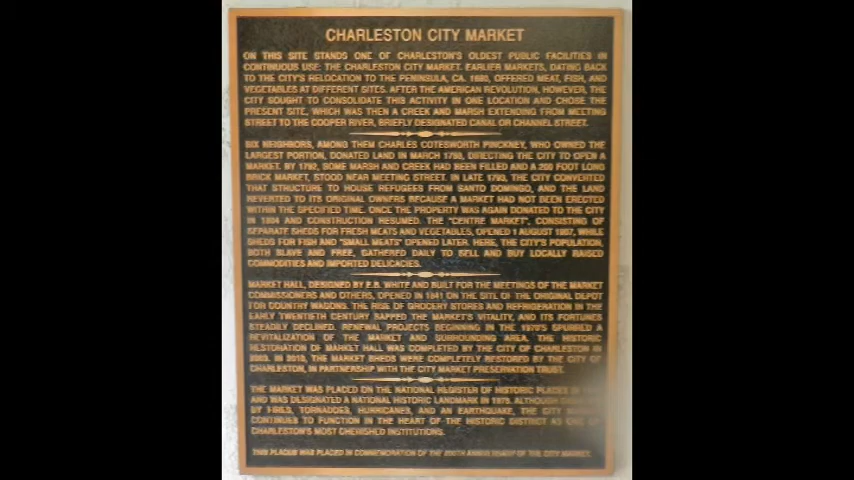 CHARLESTON CITY MARKET
ON THIS SITE STANDS ONE OF CHARLESTON'S OLDEST PUBLIC FACILITIES IN
CONTINUOUS USE: THE CHARLESTON CITY MARKET. EARLIER MARKETS, DATING BACK
TO THE CITY'S RELOCATION TO THE PENINSULA, CA. 1680, OFFERED MEAT, FISH, AND
VEGETABLES AT DIFFERENT SITES. AFTER THE AMERICAN REVOLUTION, HOWEVER, THE
CITY SOUGHT TO CONSOLIDATE THIS ACTIVITY IN ONE LOCATION AND CHOSE THE
PRESENT SITE, WHICH WAS THEN A CREEK AND MARSH EXTENDING FROM MEETING
STREET TO THE COOPER RIVER, BRIEFLY DESIGNATED CANAL OR CHANNEL STREET.
SIX NEIGHBORS, AMONG THEM CHARLES COTESWORTH PINCKNEY, WHO OWNED THE
LARGEST PORTION, DONATED LAND IN MARCH 1788, DIRECTING THE CITY TO OPEN A
MARKET. BY 1792, SOME MARSH AND CREEK HAD BEEN FILLED AND A 200 FOOT LONG
BRICK MARKET, STOOD NEAR MEETING STREET. IN LATE 1793, THE CITY CONVERTED
THAT STRUCTURE TO HOUSE REFUGEES FROM SANTO DOMINGO, AND THE LAND
REVERTED TO ITS ORIGINAL OWNERS BECAUSE A MARKET HAD NOT BEEN ERECTED
WITHIN THE SPECIFIED TIME. ONCE THE PROPERTY WAS AGAIN DONATED TO THE CITY
IN 1804 AND CONSTRUCTION RESUMED. THE "CENTRE MARKET", CONSISTING OF
SEPARATE SHEDS FOR FRESH MEATS AND VEGETABLES, OPENED 1 AUGUST 1807, WHILE
SHEDS FOR FISH AND "SMALL MEATS" OPENED LATER. HERE, THE CITY'S POPULATION,
BOTH SLAVE AND FREE, GATHERED DAILY TO SELL AND BUY LOCALLY RAISED
COMMODITIES AND IMPORTED DELICACIES.
MARKET HALL, DESIGNED BY E.B. WHITE AND BUILT FOR THE MEETINGS OF THE MARKET
COMMISSIONERS AND OTHERS, OPENED IN 1841 ON THE SITE OF THE ORIGINAL DEPOT
FOR COUNTRY WAGONS. THE RISE OF GROCERY STORES AND REFRIGERATION IN THE
EARLY TWENTIETH CENTURY SAPPED THE MARKET'S VITALITY, AND ITS FORTUNES
STEADILY DECLINED. RENEWAL PROJECTS BEGINNING IN THE 1970'S SPURRED A
REVITALIZATION OF THE MARKET AND SURROUNDING AREA. THE HISTORIC
RESTORATION OF MARKET HALL WAS COMPLETED BY THE CITY OF CHARLESTON IN
2003. IN 2010, THE MARKET SHEDS WERE COMPLETELY RESTORED BY THE CITY OF
CHARLESTON, IN PARTNERSHIP WITH THE CITY MARKET PRESERVATION TRUST.
THE MARKET WAS PLACED ON THE NATIONAL REGISTER OF HISTORIC PLACES IN
AND WAS DESIGNATED A NATIONAL HISTORIC LANDMARK IN 1975. ALTHOUGH
BY FIRES, TORNADOES, HURRICANES, AND AN EARTHQUAKE, THE CITY MARKET
CONTINUES TO FUNCTION IN THE HEART OF THE HISTORIC DISTRICT AS ONE OF
CHARLESTON'S MOST CHERISHED INSTITUTIONS.
THIS PLAQUE WAS PLACED IN COMMEMORATION OF THE 200TH ANNIVERSARY OF THE CITY MARKET.